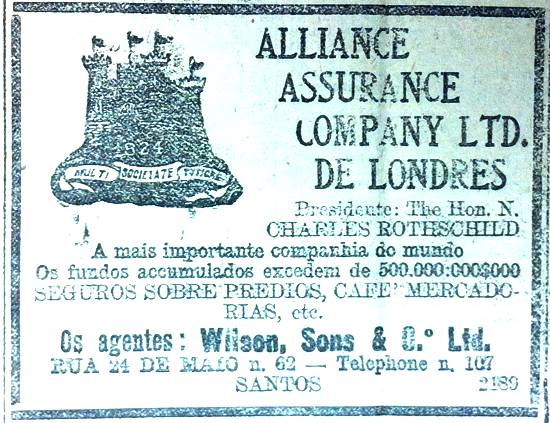 ALLIANCE
ASSURANCE
COMPANY LTD.
DE LONDRES
1824
MULTI SOCIETATE TUTIORE
Presidente: The Hon. N.
CHARLES ROTHSCHILD
A mais importante companhia do mundo
Os fundos accumulados excedem de 500.000:000$000
SEGUROS SOBRE PREDIOS, CAFE' MERCADO-
RIAS, etc.
Os agentes: Wilson, Sons & C.º Ltd.
RUA 24 DE MAIO n. 62 — Telephone n. 107
SANTOS 2189